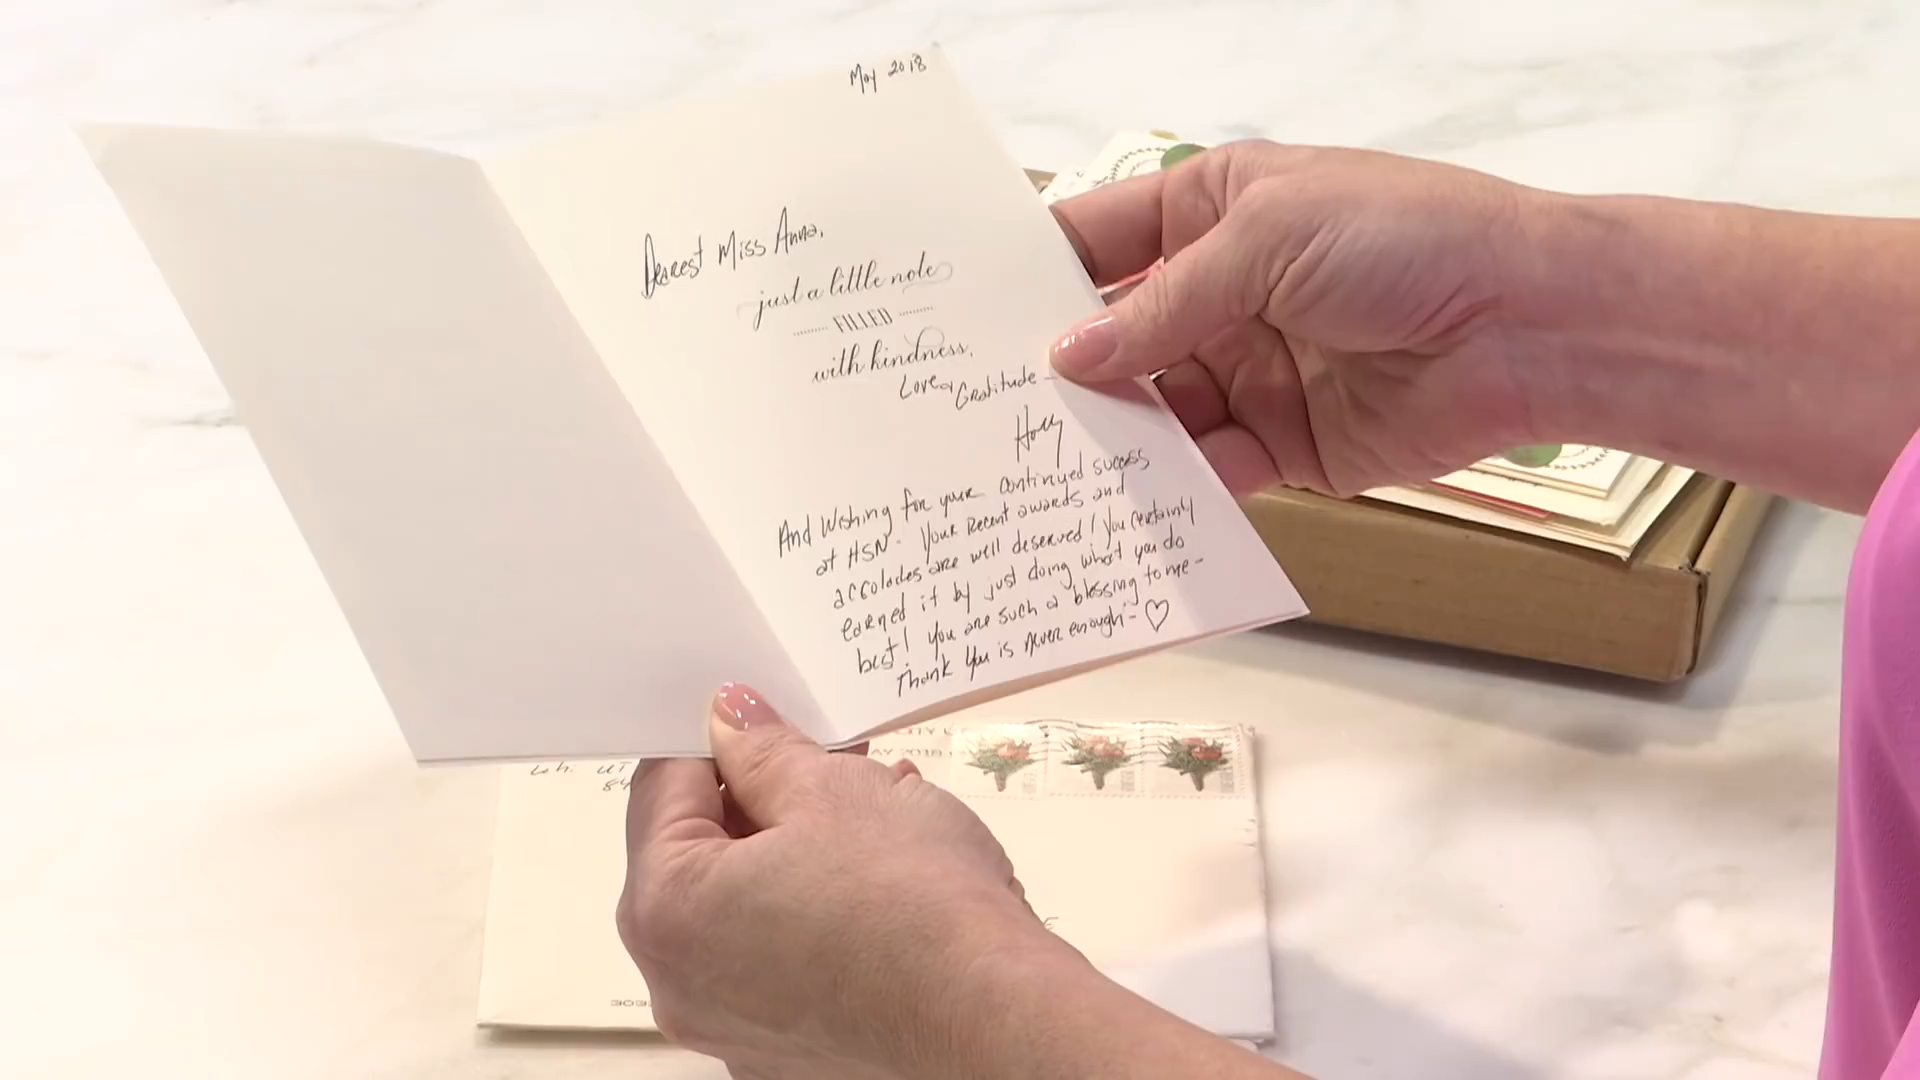 May 2018
Dearest Miss Anna,
just a little note
FILLED
with kindness,
Love & Gratitude -
Holly
And Wishing for your continued success
at HSN - Your Recent awards and
accolades are well deserved! You certainly
earned it by just doing what you do
best! You are such a blessing to me -
Thank You is never enough - ♡
UT